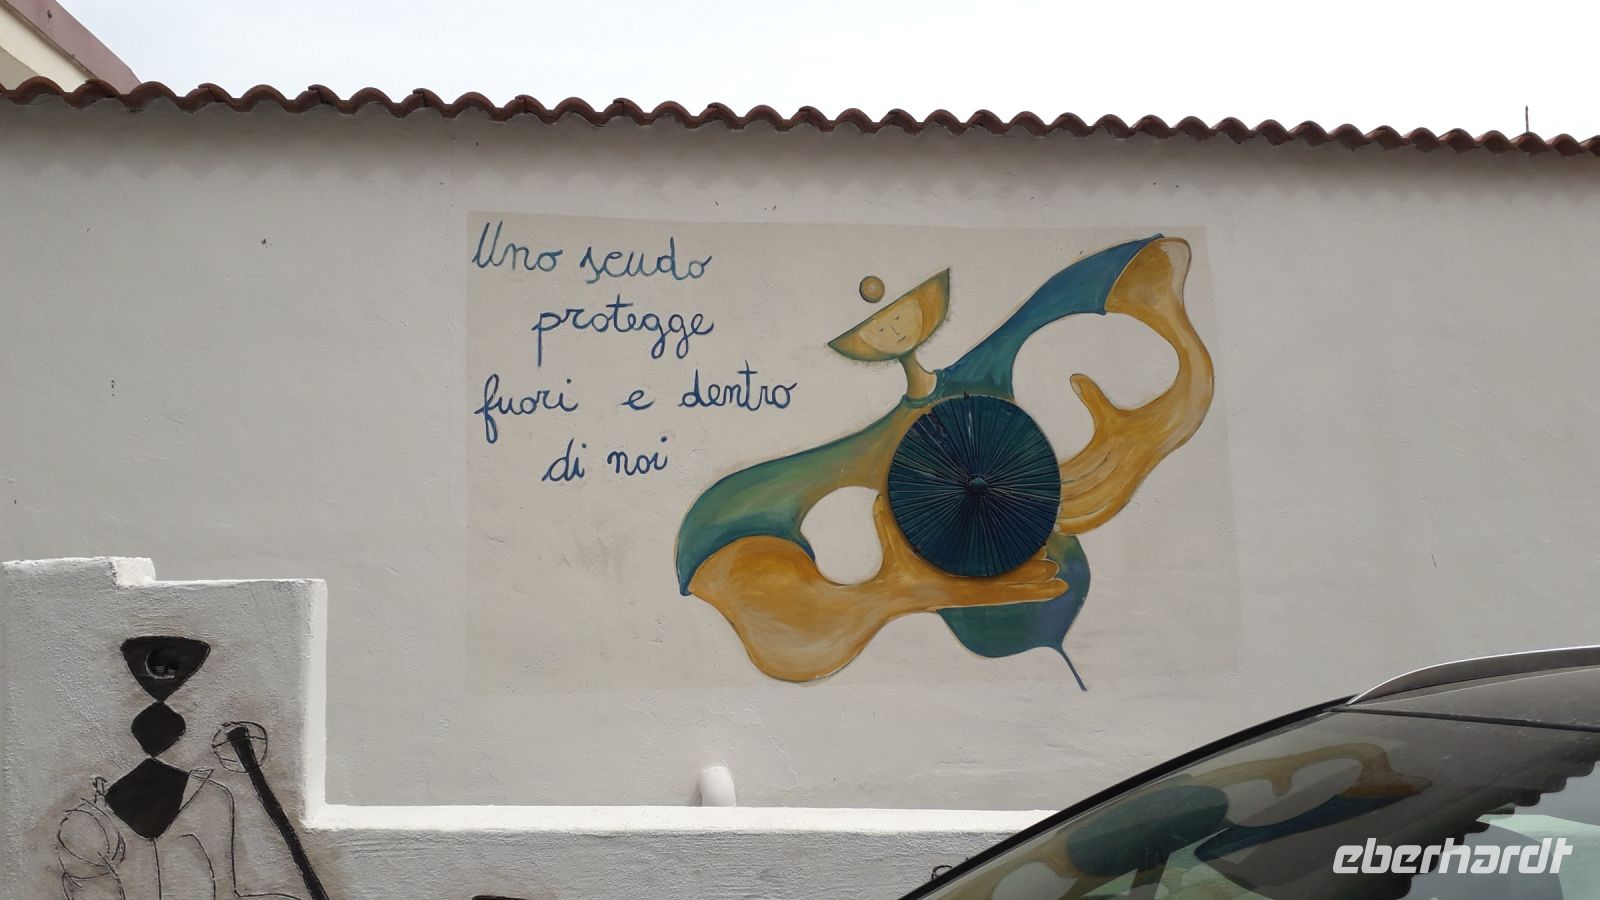 Uno scudo
protegge
fuori e dentro
di noi
eberhardt